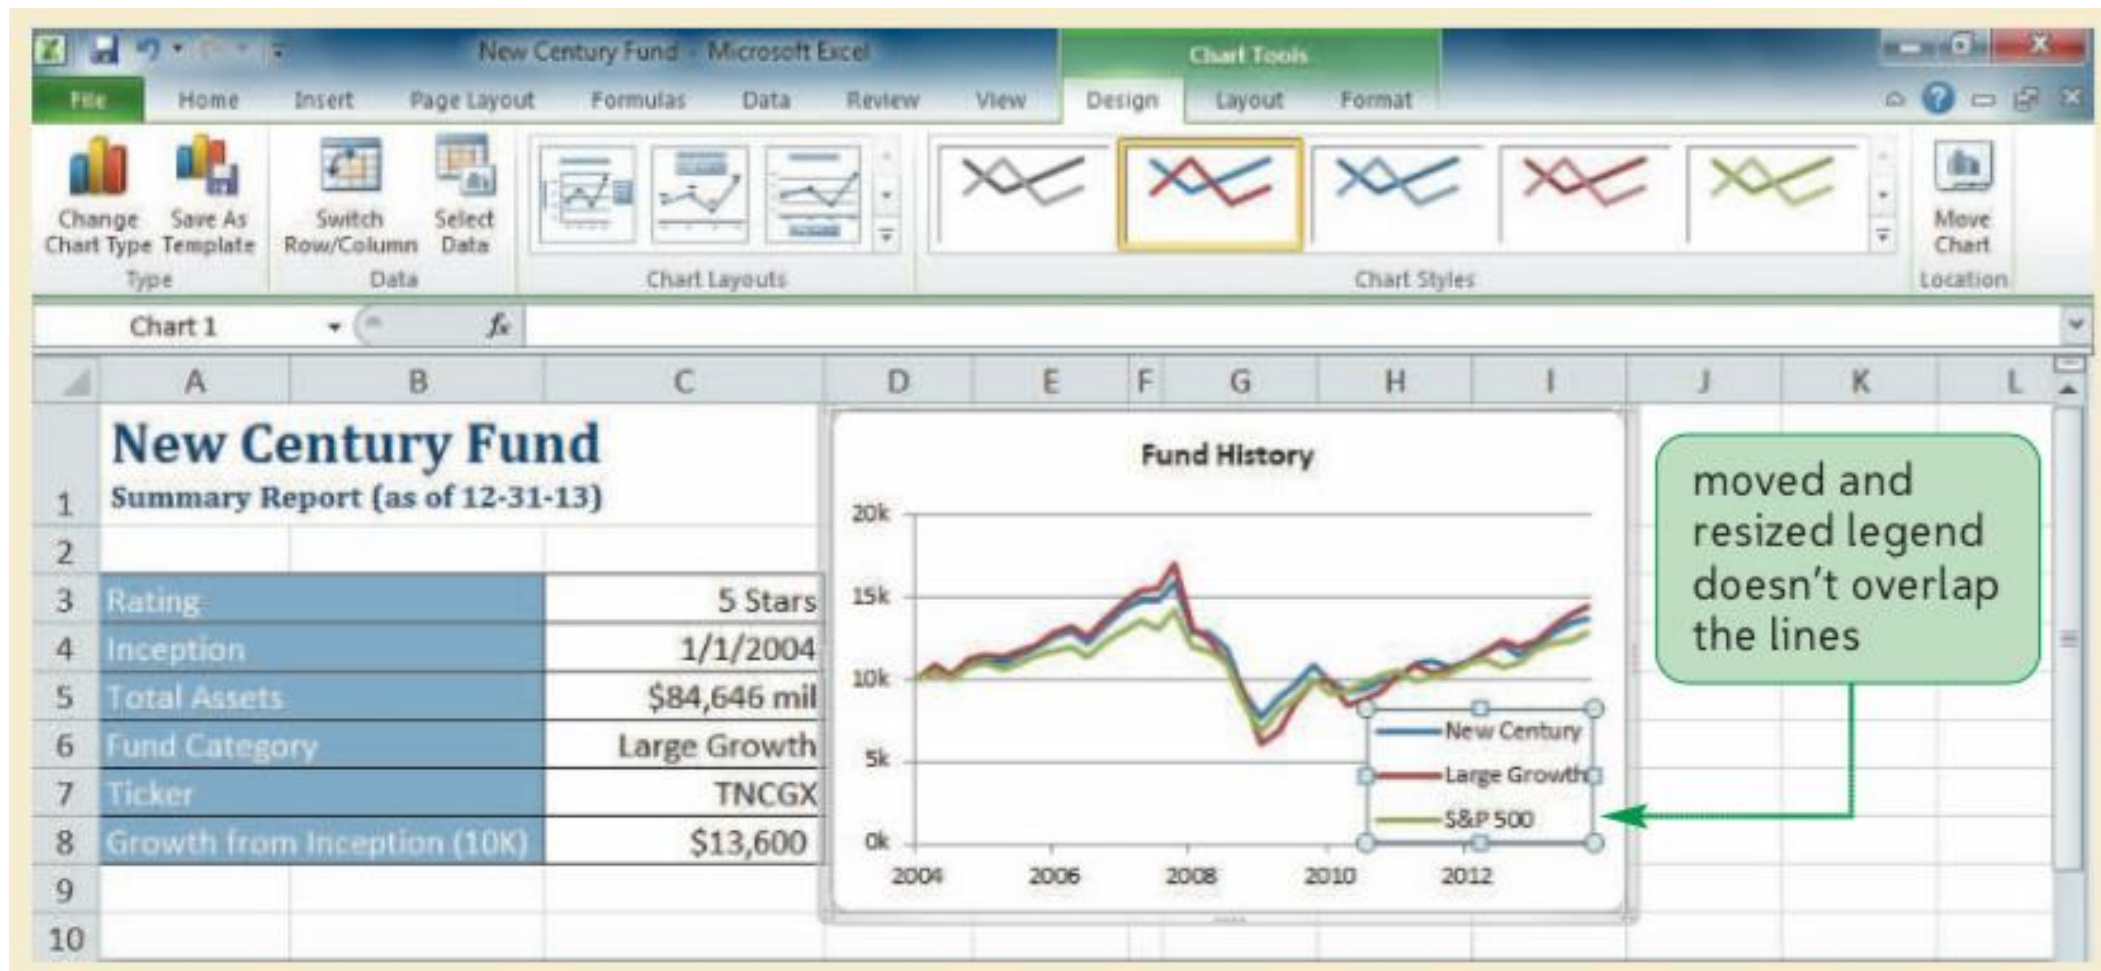 New Century Fund - Microsoft Excel
Chart Tools
File Home Insert Page Layout Formulas Data Review View Design Layout Format
Change Chart Type
Save As Template
Switch Row/Column
Select Data
Move Chart
Type Data Chart Layouts Chart Styles Location
Chart 1 fx
A B C D E F G H I J K L
1 New Century Fund
Summary Report (as of 12-31-13)
2
3 Rating 5 Stars
4 Inception 1/1/2004
5 Total Assets $84,646 mil
6 Fund Category Large Growth
7 Ticker TNCGX
8 Growth from Inception (10K) $13,600
9
10
Fund History
20k
15k
10k
5k
0k
2004 2006 2008 2010 2012
New Century
Large Growth
S&P 500
moved and
resized legend
doesn't overlap
the lines